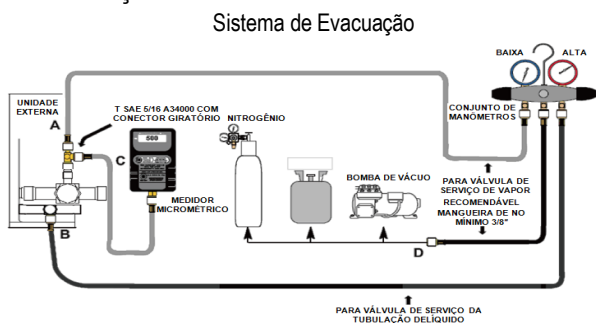 Sistema de Evacuação
BAIXA
ALTA
UNIDADE
EXTERNA
A
T SAE 5/16 A34000 COM
CONECTOR GIRATÓRIO
NITROGÊNIO
CONJUNTO DE
MANÔMETROS
C
500
BOMBA DE VÁCUO
MEDIDOR
MICROMÉTRICO
PARA VÁLVULA DE
SERVIÇO DE VAPOR
RECOMENDÁVEL
MANGUEIRA DE NO
MÍNIMO 3/8"
B
D
PARA VÁLVULA DE SERVIÇO DA
TUBULAÇÃO DELÍQUIDO